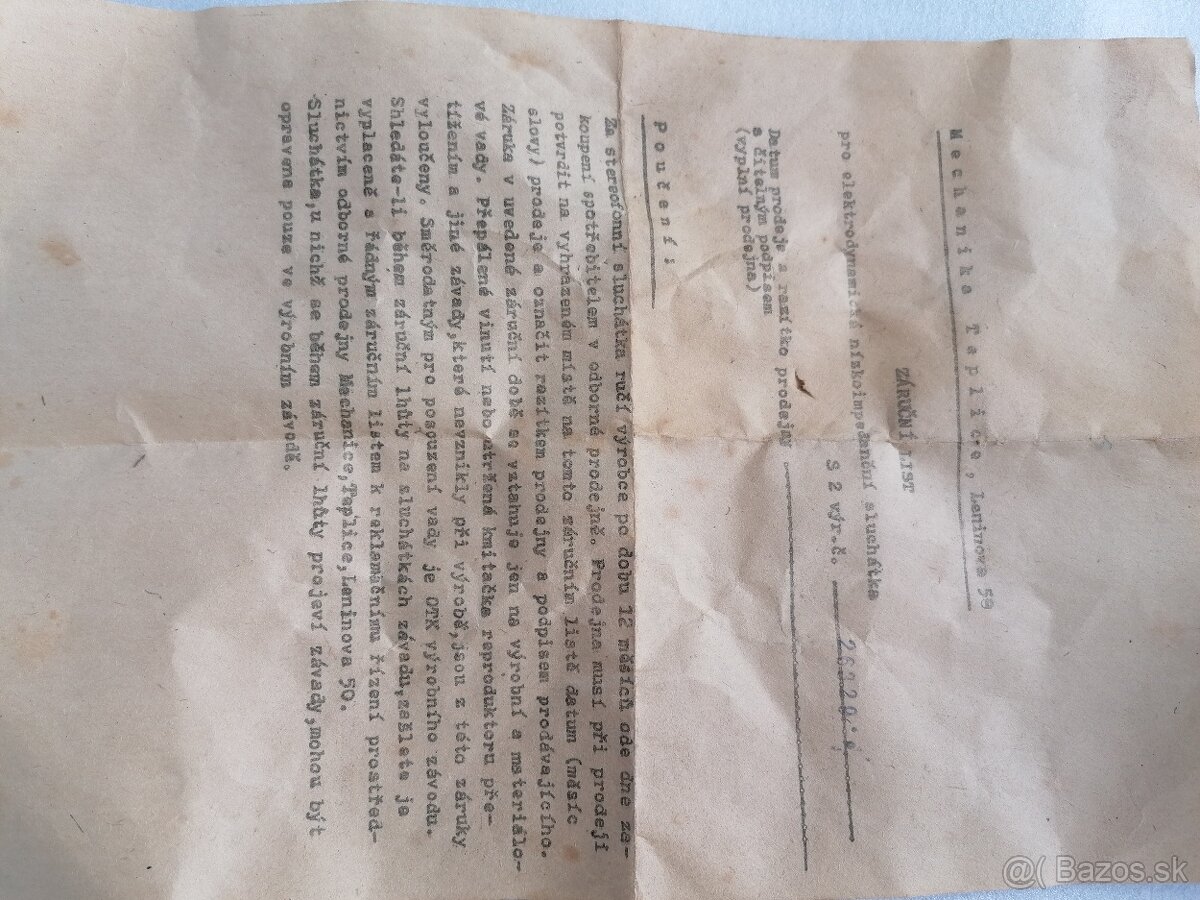 Mechanika Teplice, Leninova 50
ZÁRUČNÍ LIST
pro elektrodynamická nízkoimpedanční sluchátka
S 2 výr.č.
Datum prodeje a razítko prodejny
s čitelným podpisem
(vyplní prodejna)
Poučení:
Za stereofonní sluchátka ručí výrobce po dobu 12 měsíců ode dne za-
koupení spotřebitelem v odborné prodejně. Prodejna musí při prodeji
potvrdit na vyhrazeném místě na tomto záručním listě datum (měsíc
slovy) prodeje a označit razítkem prodejny a podpisem prodávajícího.
Záruka v uvedené záruční době se vztahuje jen na výrobní a materiálo-
vé vady. Přepálené vinutí nebo utržená kmitačka reproduktoru pře-
tížením a jiné závady,které nevznikly při výrobě,jsou z této záruky
vyloučeny. Směrodatným pro posouzení vady je OTK výrobního závodu.
Shledáte-li během záruční lhůty na sluchátkách závadu,zašlete je
vyplaceně s řádným záručním listem k reklamačnímu řízení prostřed-
nictvím odborné prodejny Mechanice,Teplice,Leninova 50.
Sluchátka,u nichž se během záruční lhůty projeví závady,mohou být
opravena pouze ve výrobním závodě.
@( Bazos.sk